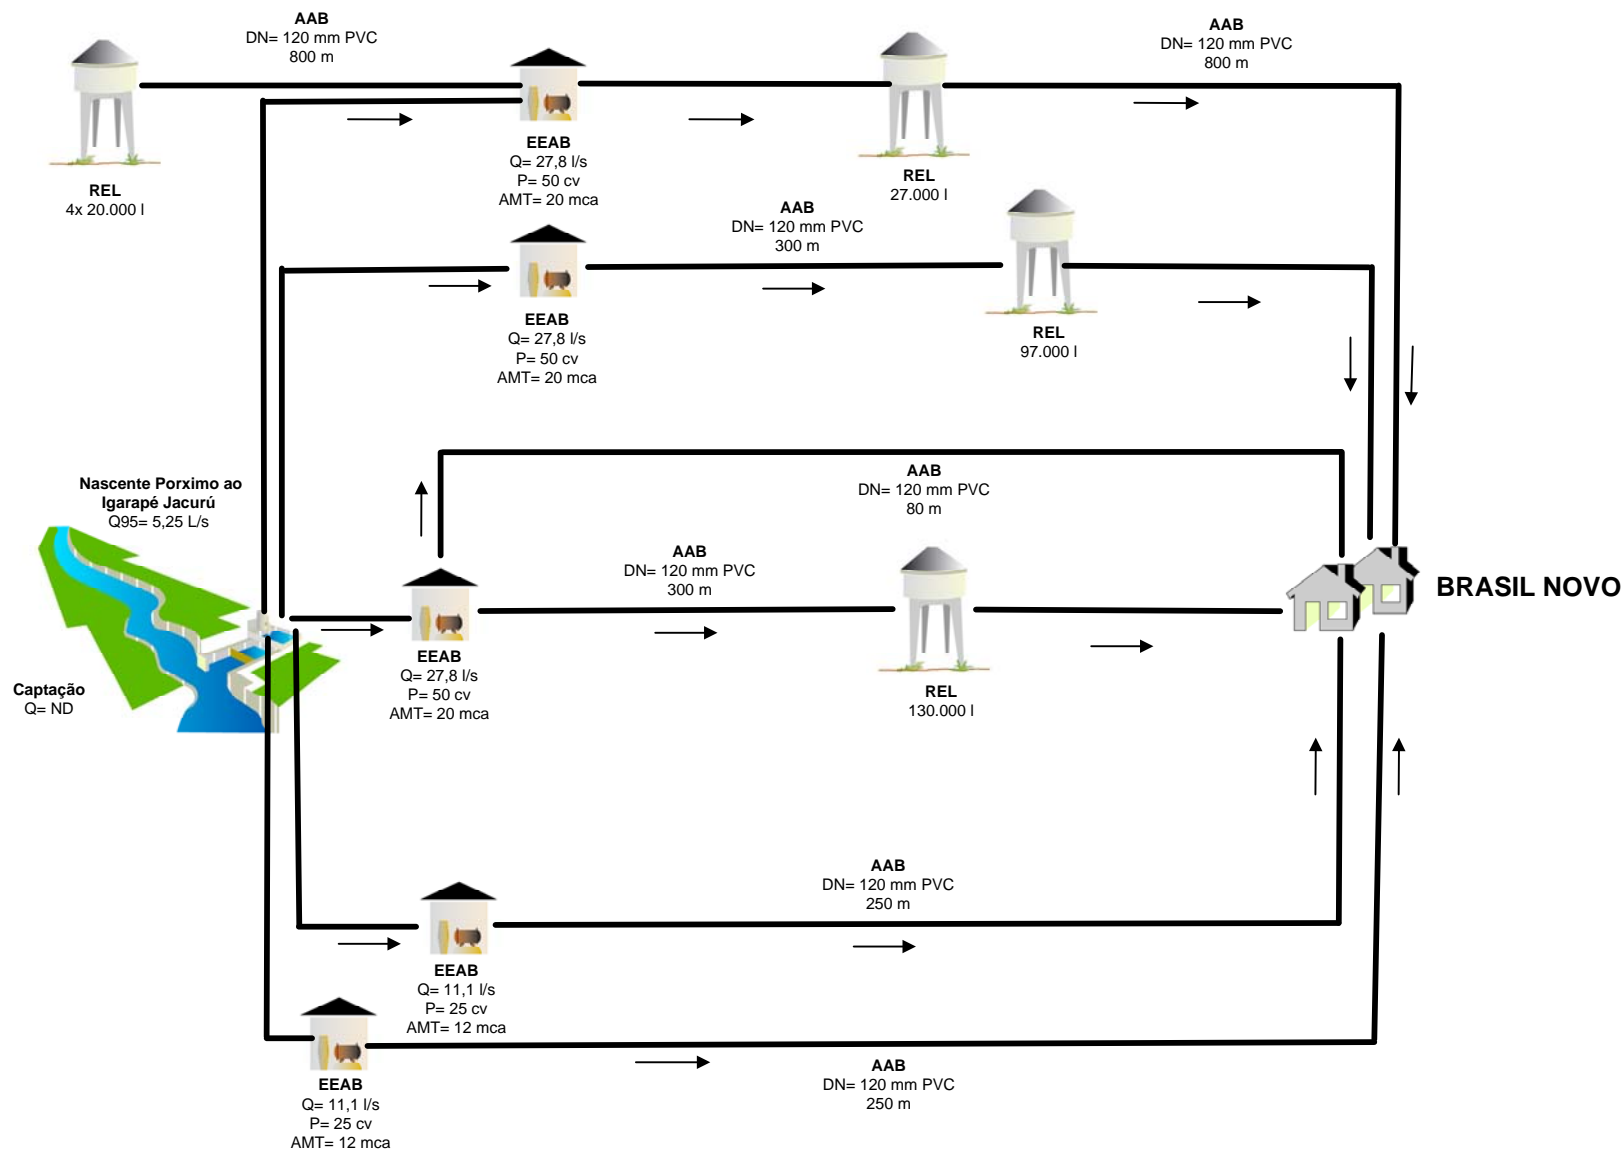 AAB
DN= 120 mm PVC
800 m
AAB
DN= 120 mm PVC
800 m
REL
4x 20.000 l
EEAB
Q= 27,8 l/s
P= 50 cv
AMT= 20 mca
REL
27.000 l
AAB
DN= 120 mm PVC
300 m
EEAB
Q= 27,8 l/s
P= 50 cv
AMT= 20 mca
REL
97.000 l
Nascente Porximo ao
Igarapé Jacurú
Q95= 5,25 L/s
AAB
DN= 120 mm PVC
80 m
AAB
DN= 120 mm PVC
300 m
BRASIL NOVO
EEAB
Q= 27,8 l/s
P= 50 cv
AMT= 20 mca
REL
130.000 l
Captação
Q= ND
AAB
DN= 120 mm PVC
250 m
EEAB
Q= 11,1 l/s
P= 25 cv
AMT= 12 mca
AAB
DN= 120 mm PVC
250 m
EEAB
Q= 11,1 l/s
P= 25 cv
AMT= 12 mca